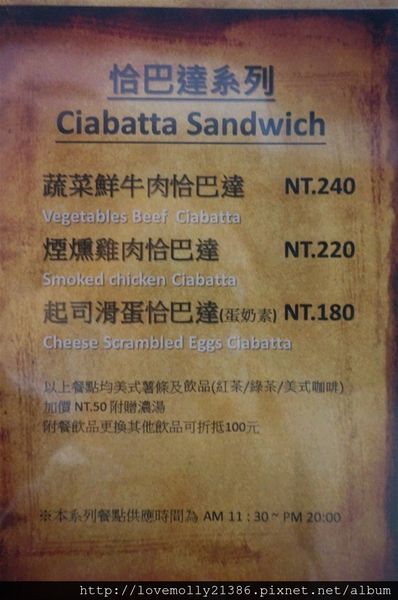 恰巴達系列
Ciabatta Sandwich
蔬菜鮮牛肉恰巴達 NT.240
Vegetables Beef Ciabatta
煙燻雞肉恰巴達 NT.220
Smoked chicken Ciabatta
起司滑蛋恰巴達(蛋奶素) NT.180
Cheese Scrambled Eggs Ciabatta
以上餐點均美式薯條及飲品(紅茶/綠茶/美式咖啡)
加價 NT.50 附贈濃湯
附餐飲品更換其他飲品可折抵100元
※本系列餐點供應時間為 AM 11 : 30 ~ PM 20:00
http://lovemolly21386.pixnet.net/album